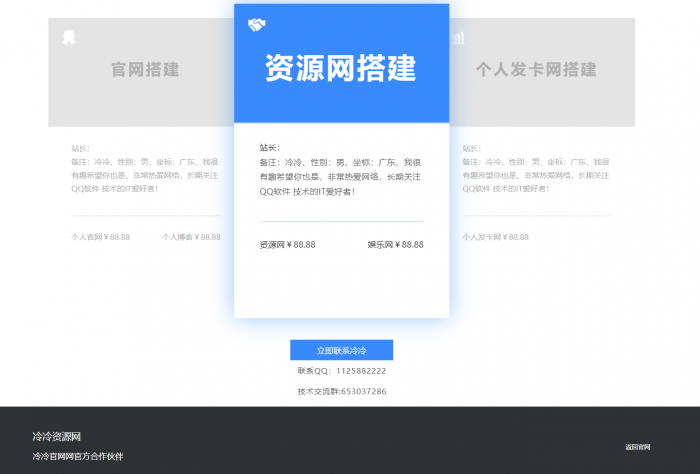 官网搭建
站长:
备注：冷冷、性别：男、坐标：广东、我很
有趣希望你也是、非常热爱网络，长期关注
QQ软件 技术的IT爱好者！
个人官网￥88.88 个人博客￥88.88
资源网搭建
站长:
备注：冷冷、性别：男、坐标：广东、我很
有趣希望你也是、非常热爱网络，长期关注
QQ软件 技术的IT爱好者！
资源网￥88.88 娱乐网￥88.88
个人发卡网搭建
站长:
备注：冷冷、性别：男、坐标：广东、我很
有趣希望你也是、非常热爱网络，长期关注
QQ软件 技术的IT爱好者！
个人发卡网￥88.88
立即联系冷冷
联系QQ：1125882222
技术交流群:653037286
冷冷资源网
冷冷官网网官方合作伙伴
返回官网